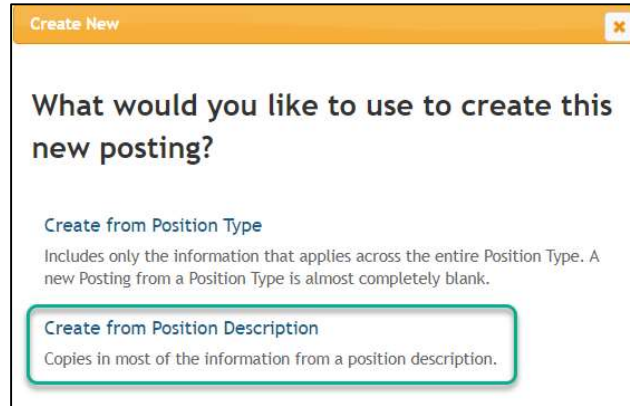 Create New
What would you like to use to create this
new posting?
Create from Position Type
Includes only the information that applies across the entire Position Type. A
new Posting from a Position Type is almost completely blank.
Create from Position Description
Copies in most of the information from a position description.